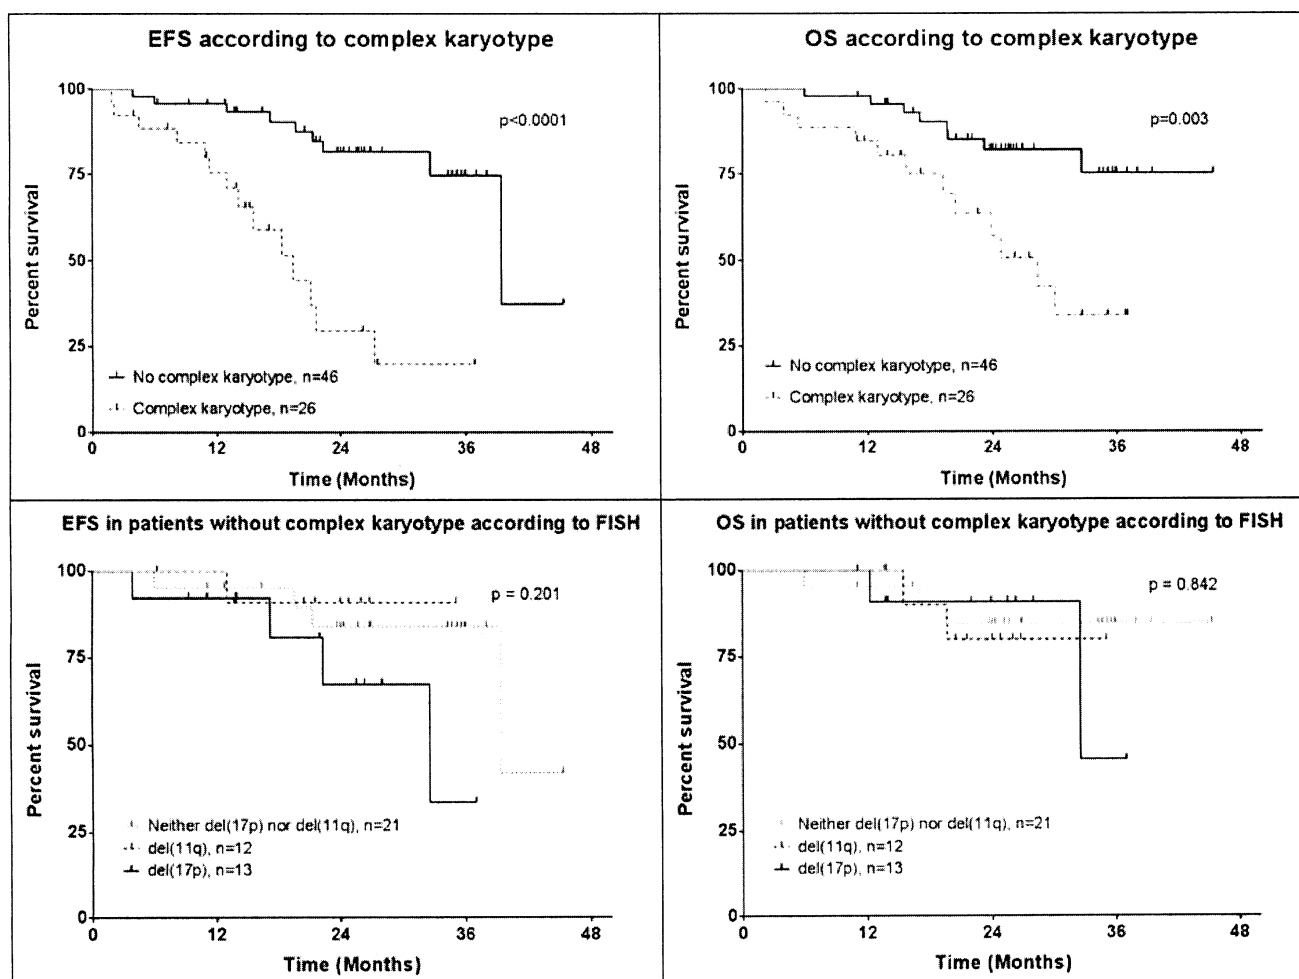 EFS according to complex karyotype
Percent survival
100
75
50
25
0
p<0.0001
No complex karyotype, n=46
Complex karyotype, n=26
0 12 24 36 48
Time (Months)
OS according to complex karyotype
Percent survival
100
75
50
25
0
p=0.003
No complex karyotype, n=46
Complex karyotype, n=26
0 12 24 36 48
Time (Months)
EFS in patients without complex karyotype according to FISH
Percent survival
100
75
50
25
0
p = 0.201
Neither del(17p) nor del(11q), n=21
del(11q), n=12
del(17p), n=13
0 12 24 36 48
Time (Months)
OS in patients without complex karyotype according to FISH
Percent survival
100
75
50
25
0
p = 0.842
Neither del(17p) nor del(11q), n=21
del(11q), n=12
del(17p), n=13
0 12 24 36 48
Time (Months)